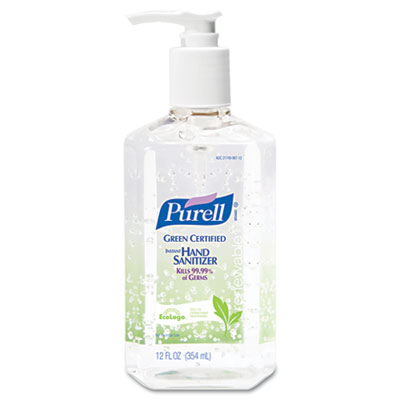 Purell
GREEN CERTIFIED
INSTANT HAND
SANITIZER
KILLS 99.99%
of GERMS
EcoLogo
12 FL OZ (354 mL)